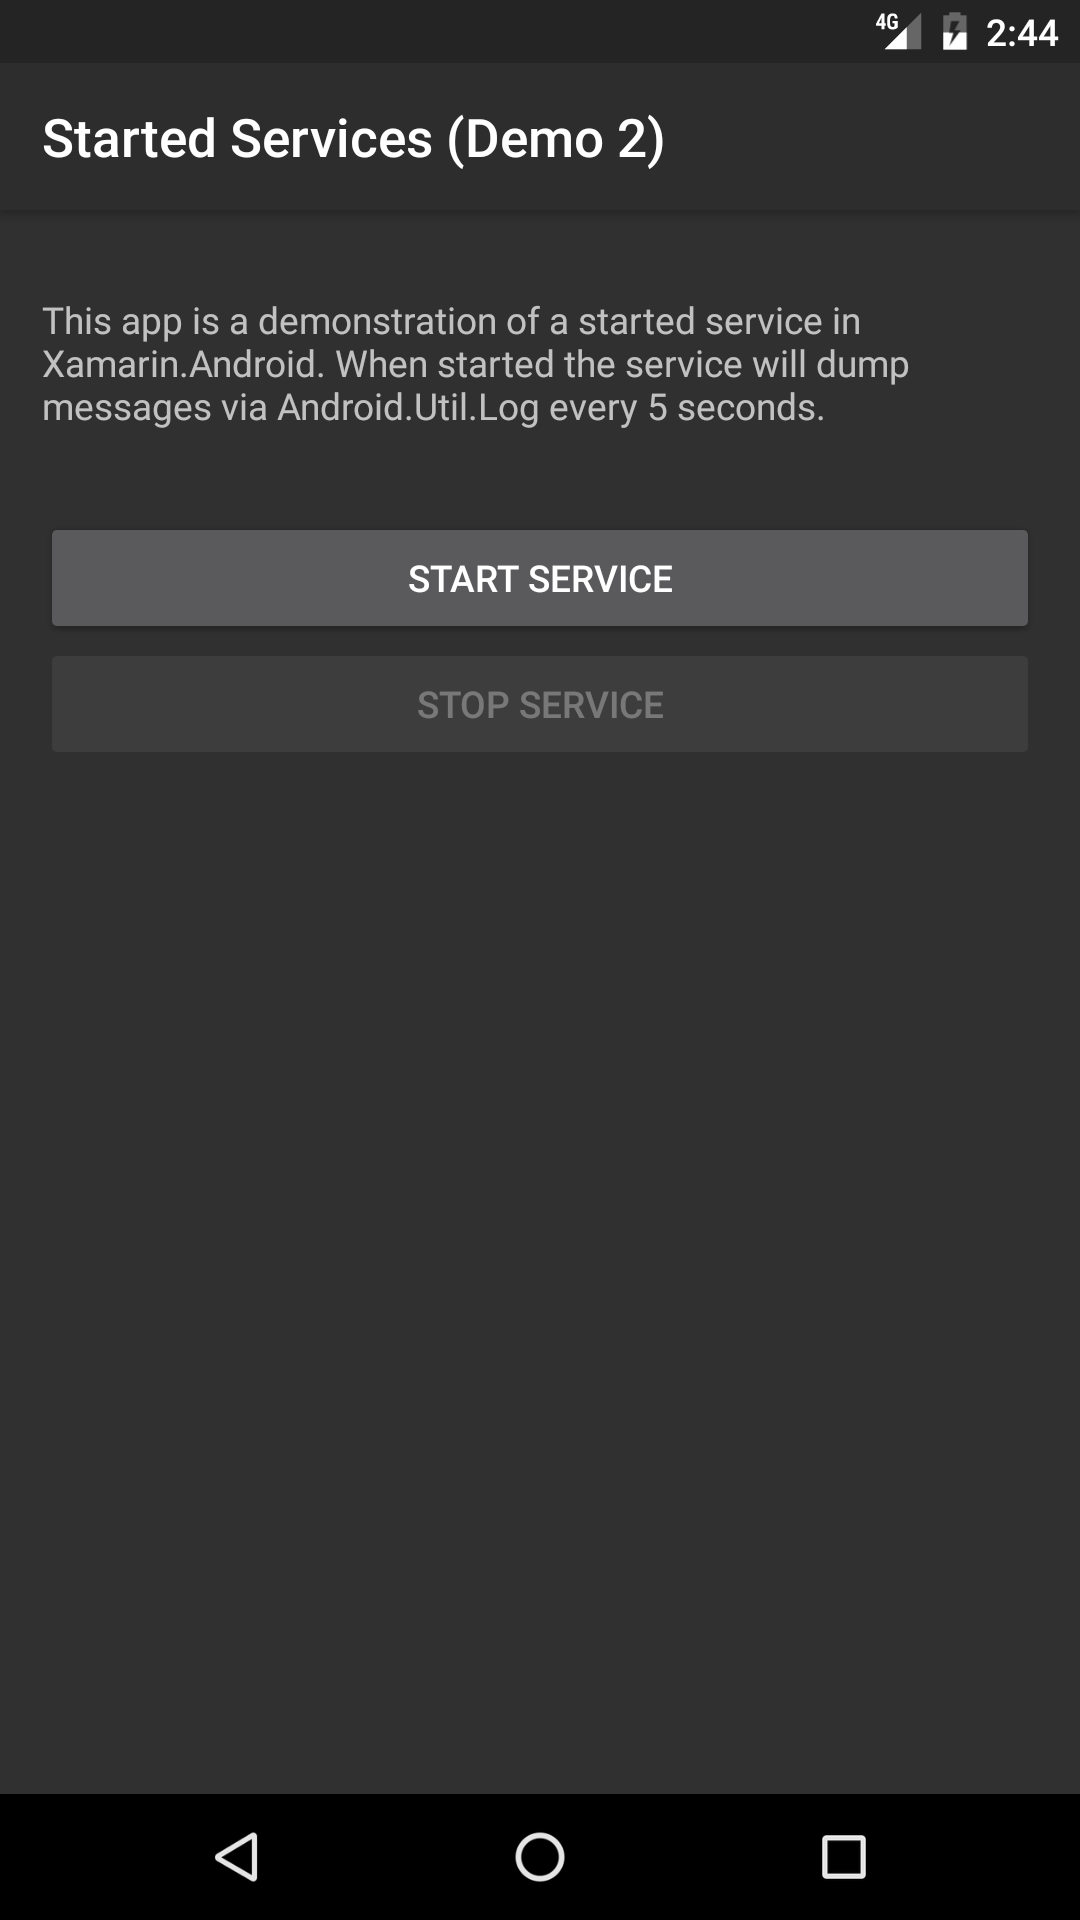 4G 2:44
Started Services (Demo 2)
This app is a demonstration of a started service in
Xamarin.Android. When started the service will dump
messages via Android.Util.Log every 5 seconds.
START SERVICE
STOP SERVICE